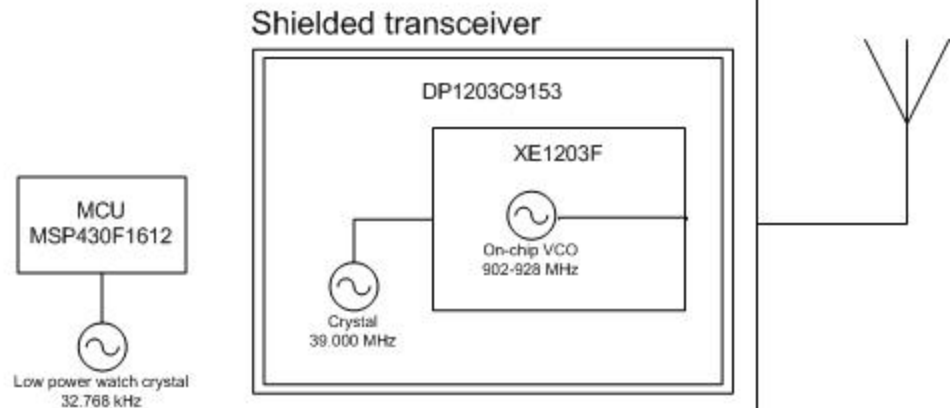 Shielded transceiver
DP1203C9153
XE1203F
On-chip VCO
902-928 MHz
MCU
MSP430F1612
Crystal
39.000 MHz
Low power watch crystal
32.768 kHz